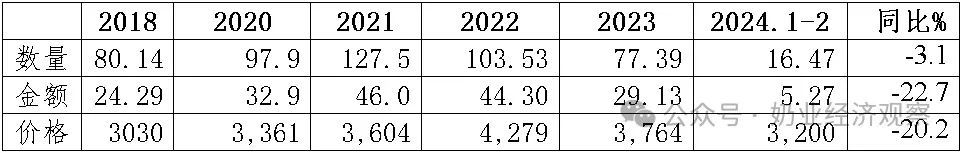 2018 2020 2021 2022 2023 2024.1-2 同比%
数量 80.14 97.9 127.5 103.53 77.39 16.47 -3.1
金额 24.29 32.9 46.0 44.30 29.13 5.27 -22.7
价格 3030 3,361 3,604 4,279 3,764 3,200 -20.2
公众号·奶业经济观察